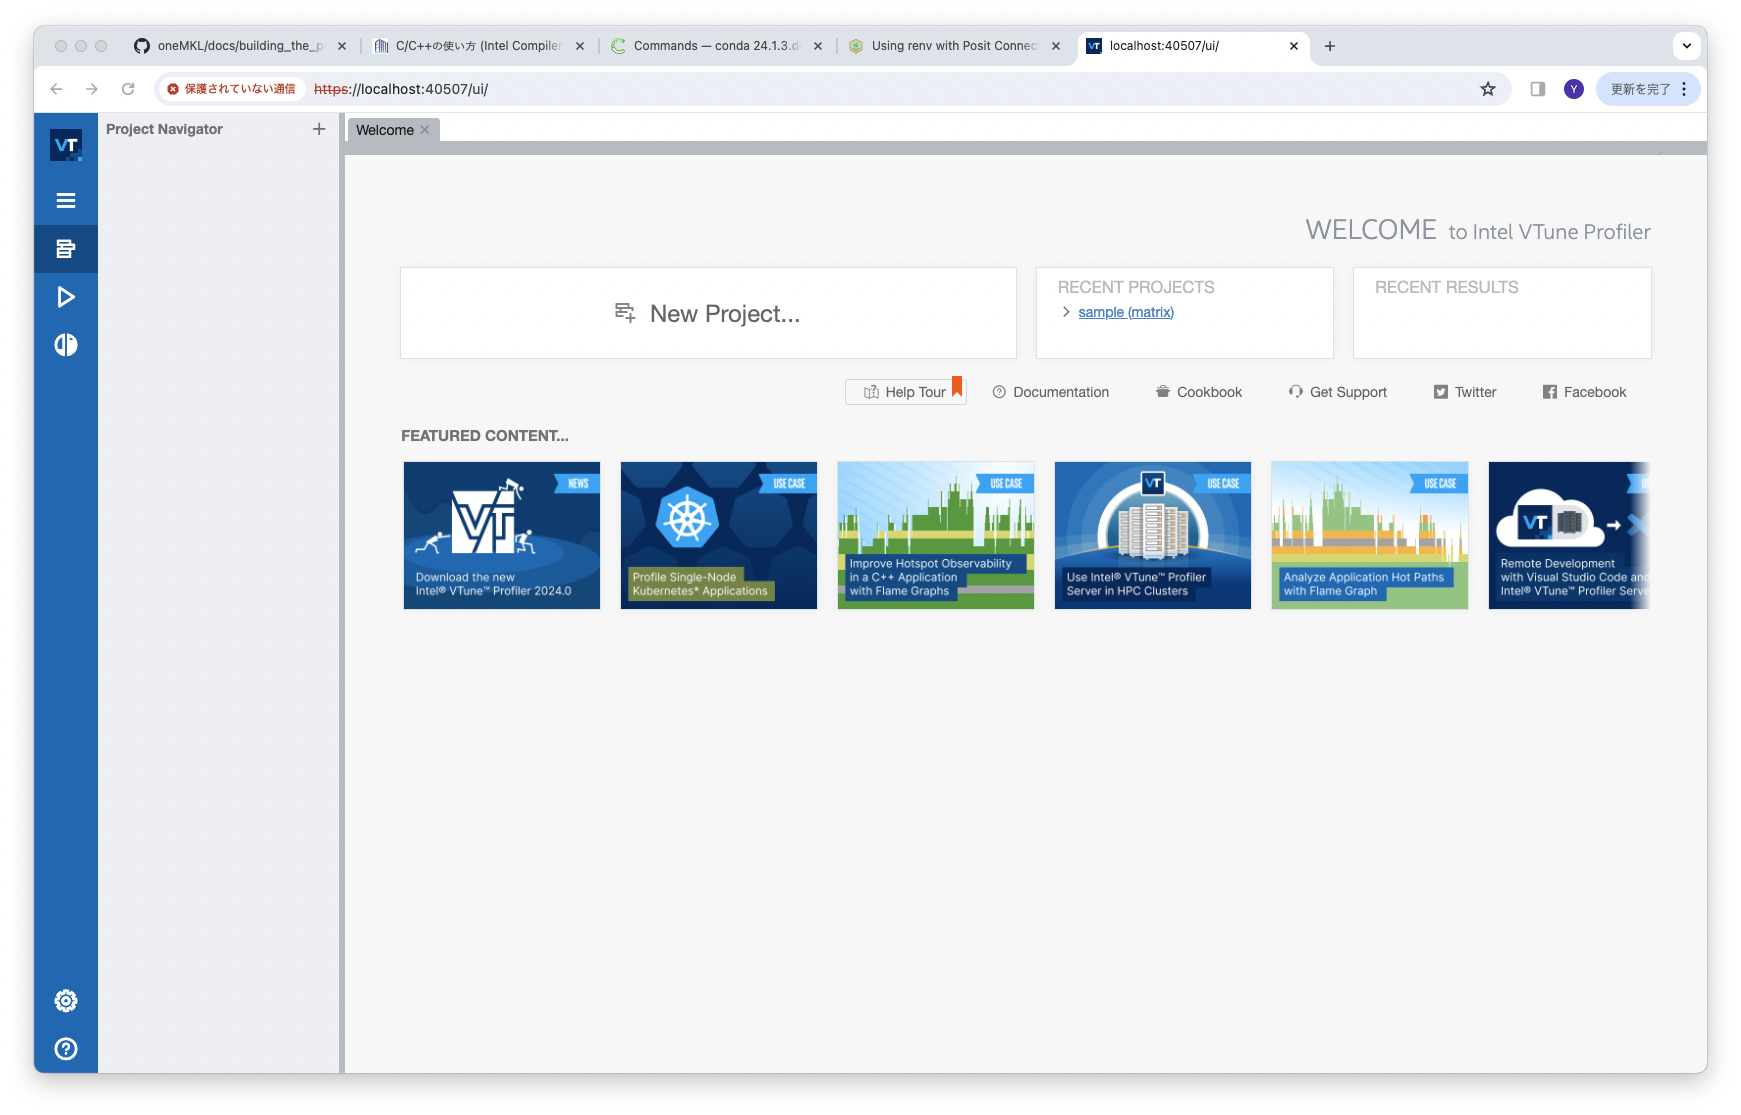 oneMKL/docs/building_the_p
C/C++の使い方 (Intel Compiler
Commands — conda 24.1.3.d
Using renv with Posit Connec
VT localhost:40507/ui/
保護されていない通信 https://localhost:40507/ui/
Y
更新を完了
VT
Project Navigator
Welcome
WELCOME to Intel VTune Profiler
New Project...
RECENT PROJECTS
sample (matrix)
RECENT RESULTS
Help Tour
Documentation
Cookbook
Get Support
Twitter
Facebook
FEATURED CONTENT...
NEWS
VT
Download the new
Intel® VTune™ Profiler 2024.0
USE CASE
Profile Single-Node
Kubernetes* Applications
USE CASE
Improve Hotspot Observability
in a C++ Application
with Flame Graphs
VT
USE CASE
Use Intel® VTune™ Profiler
Server in HPC Clusters
USE CASE
Analyze Application Hot Paths
with Flame Graph
US
VT
Remote Development
with Visual Studio Code and
Intel® VTune™ Profiler Serve